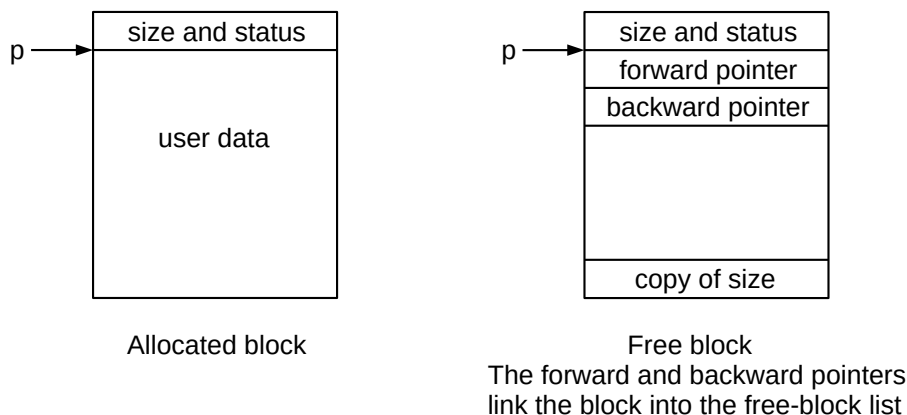 size and status
p
user data
Allocated block
size and status
p
forward pointer
backward pointer
copy of size
Free block
The forward and backward pointers
link the block into the free-block list